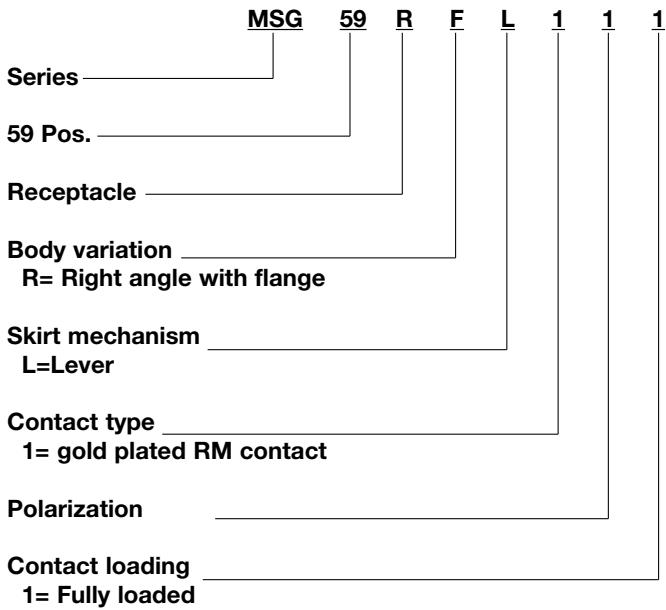 MSG 59 R F L 1 1 1
Series
59 Pos.
Receptacle
Body variation
R= Right angle with flange
Skirt mechanism
L=Lever
Contact type
1= gold plated RM contact
Polarization
Contact loading
1= Fully loaded